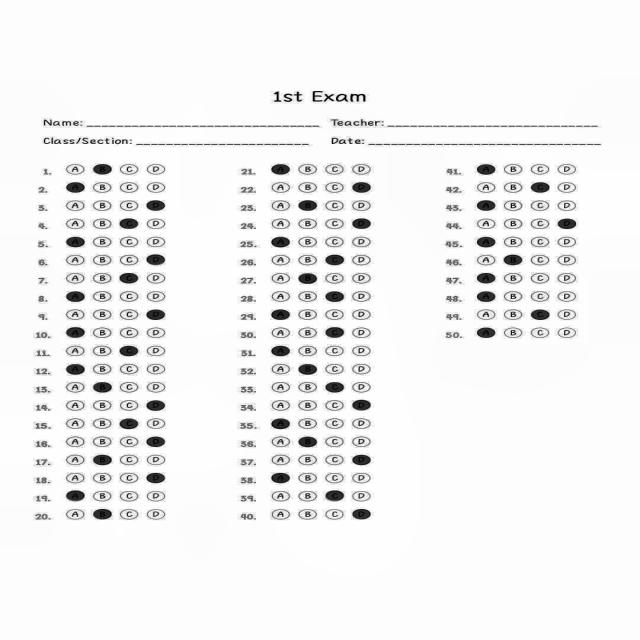 1st Exam
Name: ______________________________ Teacher: ___________________________
Class/Section: ______________________ Date: ______________________________
1. A B C D
2. A B C D
3. A B C D
4. A B C D
5. A B C D
6. A B C D
7. A B C D
8. A B C D
9. A B C D
10. A B C D
11. A B C D
12. A B C D
13. A B C D
14. A B C D
15. A B C D
16. A B C D
17. A B C D
18. A B C D
19. A B C D
20. A B C D
21. A B C D
22. A B C D
23. A B C D
24. A B C D
25. A B C D
26. A B C D
27. A B C D
28. A B C D
29. A B C D
30. A B C D
31. A B C D
32. A B C D
33. A B C D
34. A B C D
35. A B C D
36. A B C D
37. A B C D
38. A B C D
39. A B C D
40. A B C D
41. A B C D
42. A B C D
43. A B C D
44. A B C D
45. A B C D
46. A B C D
47. A B C D
48. A B C D
49. A B C D
50. A B C D